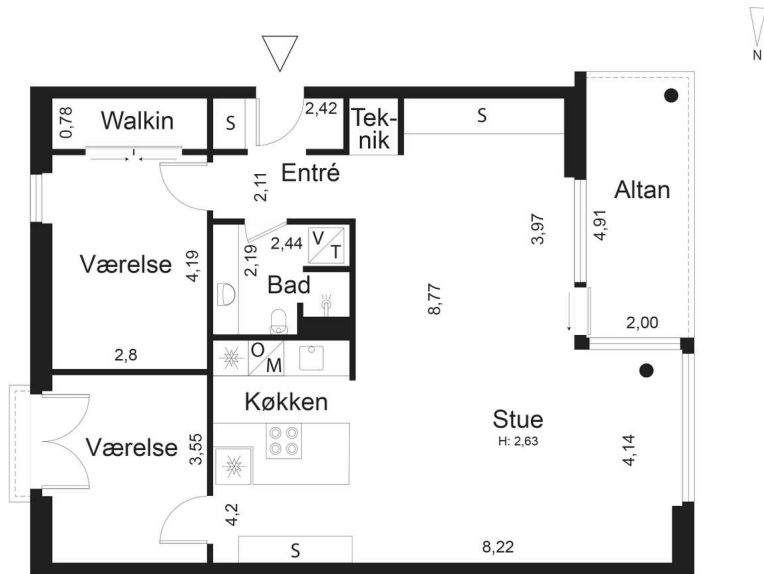 N
0,78
Walkin
S
2,42
Tek-
nik
S
Entré
2,11
Altan
3,97
4,91
Værelse
4,19
2,19
2,44
V
T
Bad
8,77
2,00
2,8
O
M
Køkken
Stue
H: 2,63
Værelse
3,55
4,14
4,2
S
8,22